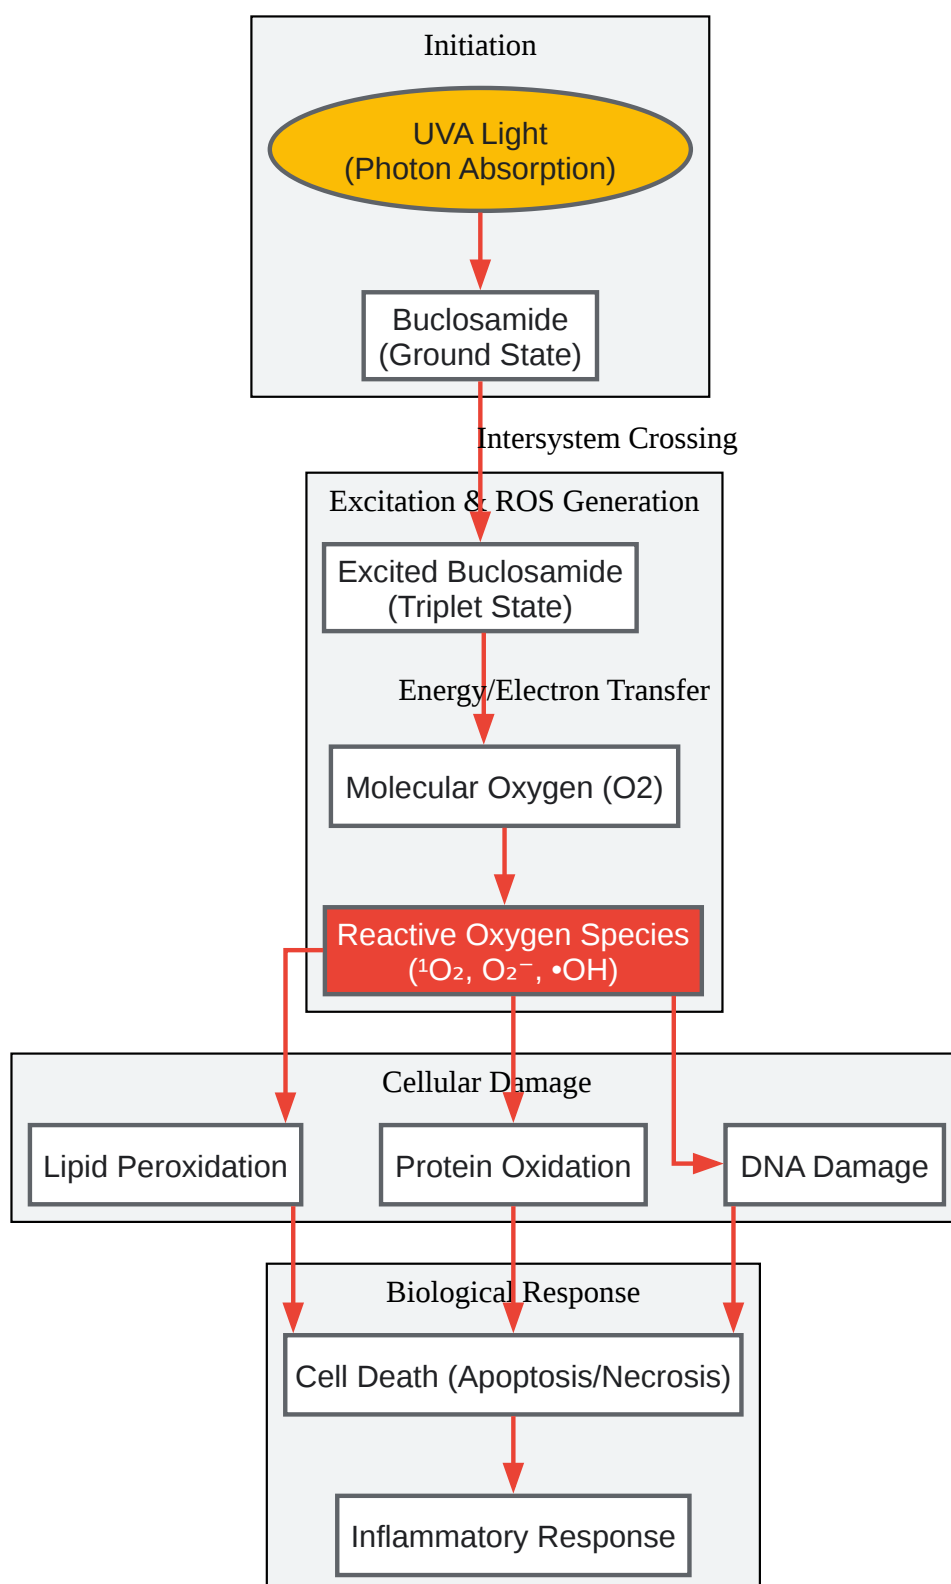 Initiation
UVA Light
(Photon Absorption)
Buclosamide
(Ground State)
Intersystem Crossing
Excitation & ROS Generation
Excited Buclosamide
(Triplet State)
Energy/Electron Transfer
Molecular Oxygen (O2)
Reactive Oxygen Species
(¹O₂, O₂⁻, •OH)
Cellular Damage
Lipid Peroxidation
Protein Oxidation
DNA Damage
Biological Response
Cell Death (Apoptosis/Necrosis)
Inflammatory Response